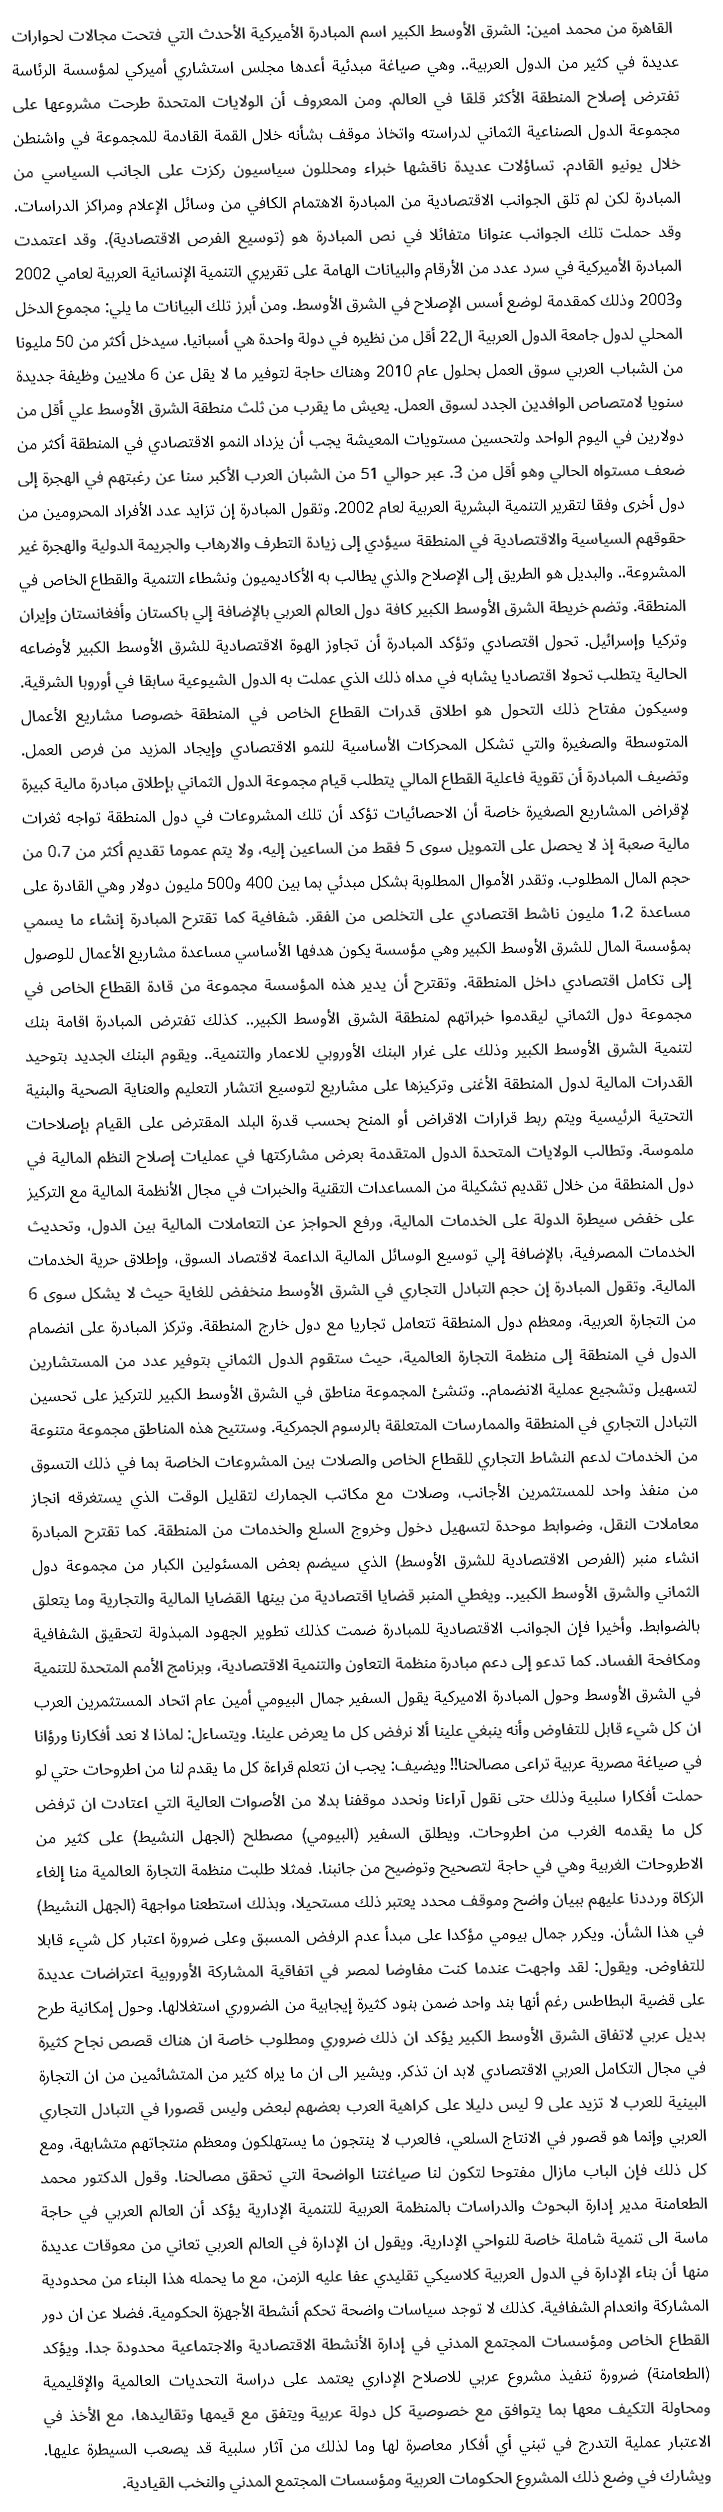 القاهرة من محمد امين: الشرق الأوسط الكبير اسم المبادرة الأميركية الأحدث التي فتحت مجالات لحوارات
عديدة في كثير من الدول العربية.. وهي صياغة مبدئية أعدها مجلس استشاري أميركي لمؤسسة الرئاسة
تفترض إصلاح المنطقة الأكثر قلقا في العالم. ومن المعروف أن الولايات المتحدة طرحت مشروعها على
مجموعة الدول الصناعية الثماني لدراسته واتخاذ موقف بشأنه خلال القمة القادمة للمجموعة في واشنطن
خلال يونيو القادم. تساؤلات عديدة ناقشها خبراء ومحللون سياسيون ركزت على الجانب السياسي من
المبادرة لكن لم تلق الجوانب الاقتصادية من المبادرة الاهتمام الكافي من وسائل الإعلام ومراكز الدراسات.
وقد حملت تلك الجوانب عنوانا متفائلا في نص المبادرة هو (توسيع الفرص الاقتصادية). وقد اعتمدت
المبادرة الأميركية في سرد عدد من الأرقام والبيانات الهامة على تقريري التنمية الإنسانية العربية لعامي 2002
و2003 وذلك كمقدمة لوضع أسس الإصلاح في الشرق الأوسط. ومن أبرز تلك البيانات ما يلي: مجموع الدخل
المحلي لدول جامعة الدول العربية ال22 أقل من نظيره في دولة واحدة هي أسبانيا. سيدخل أكثر من 50 مليونا
من الشباب العربي سوق العمل بحلول عام 2010 وهناك حاجة لتوفير ما لا يقل عن 6 ملايين وظيفة جديدة
سنويا لامتصاص الوافدين الجدد لسوق العمل. يعيش ما يقرب من ثلث منطقة الشرق الأوسط علي أقل من
دولارين في اليوم الواحد ولتحسين مستويات المعيشة يجب أن يزداد النمو الاقتصادي في المنطقة أكثر من
ضعف مستواه الحالي وهو أقل من 3. عبر حوالي 51 من الشبان العرب الأكبر سنا عن رغبتهم في الهجرة إلى
دول أخرى وفقا لتقرير التنمية البشرية العربية لعام 2002. وتقول المبادرة إن تزايد عدد الأفراد المحرومين من
حقوقهم السياسية والاقتصادية في المنطقة سيؤدي إلى زيادة التطرف والارهاب والجريمة الدولية والهجرة غير
المشروعة.. والبديل هو الطريق إلى الإصلاح والذي يطالب به الأكاديميون ونشطاء التنمية والقطاع الخاص في
المنطقة. وتضم خريطة الشرق الأوسط الكبير كافة دول العالم العربي بالإضافة إلي باكستان وأفغانستان وإيران
وتركيا وإسرائيل. تحول اقتصادي وتؤكد المبادرة أن تجاوز الهوة الاقتصادية للشرق الأوسط الكبير لأوضاعه
الحالية يتطلب تحولا اقتصاديا يشابه في مداه ذلك الذي عملت به الدول الشيوعية سابقا في أوروبا الشرقية.
وسيكون مفتاح ذلك التحول هو اطلاق قدرات القطاع الخاص في المنطقة خصوصا مشاريع الأعمال
المتوسطة والصغيرة والتي تشكل المحركات الأساسية للنمو الاقتصادي وإيجاد المزيد من فرص العمل.
وتضيف المبادرة أن تقوية فاعلية القطاع المالي يتطلب قيام مجموعة الدول الثماني بإطلاق مبادرة مالية كبيرة
لإقراض المشاريع الصغيرة خاصة أن الاحصائيات تؤكد أن تلك المشروعات في دول المنطقة تواجه ثغرات
مالية صعبة إذ لا يحصل على التمويل سوى 5 فقط من الساعين إليه، ولا يتم عموما تقديم أكثر من 0،7 من
حجم المال المطلوب. وتقدر الأموال المطلوبة بشكل مبدئي بما بين 400 و500 مليون دولار وهي القادرة على
مساعدة 1،2 مليون ناشط اقتصادي على التخلص من الفقر. شفافية كما تقترح المبادرة إنشاء ما يسمي
بمؤسسة المال للشرق الأوسط الكبير وهي مؤسسة يكون هدفها الأساسي مساعدة مشاريع الأعمال للوصول
إلى تكامل اقتصادي داخل المنطقة. وتقترح أن يدير هذه المؤسسة مجموعة من قادة القطاع الخاص في
مجموعة دول الثماني ليقدموا خبراتهم لمنطقة الشرق الأوسط الكبير.. كذلك تفترض المبادرة اقامة بنك
لتنمية الشرق الأوسط الكبير وذلك على غرار البنك الأوروبي للاعمار والتنمية.. ويقوم البنك الجديد بتوحيد
القدرات المالية لدول المنطقة الأغنى وتركيزها على مشاريع لتوسيع انتشار التعليم والعناية الصحية والبنية
التحتية الرئيسية ويتم ربط قرارات الاقراض أو المنح بحسب قدرة البلد المقترض على القيام بإصلاحات
ملموسة. وتطالب الولايات المتحدة الدول المتقدمة بعرض مشاركتها في عمليات إصلاح النظم المالية في
دول المنطقة من خلال تقديم تشكيلة من المساعدات التقنية والخبرات في مجال الأنظمة المالية مع التركيز
على خفض سيطرة الدولة على الخدمات المالية، ورفع الحواجز عن التعاملات المالية بين الدول، وتحديث
الخدمات المصرفية، بالإضافة إلي توسيع الوسائل المالية الداعمة لاقتصاد السوق، وإطلاق حرية الخدمات
المالية. وتقول المبادرة إن حجم التبادل التجاري في الشرق الأوسط منخفض للغاية حيث لا يشكل سوى 6
من التجارة العربية، ومعظم دول المنطقة تتعامل تجاريا مع دول خارج المنطقة. وتركز المبادرة على انضمام
الدول في المنطقة إلى منظمة التجارة العالمية، حيث ستقوم الدول الثماني بتوفير عدد من المستشارين
لتسهيل وتشجيع عملية الانضمام.. وتنشئ المجموعة مناطق في الشرق الأوسط الكبير للتركيز على تحسين
التبادل التجاري في المنطقة والممارسات المتعلقة بالرسوم الجمركية. وستتيح هذه المناطق مجموعة متنوعة
من الخدمات لدعم النشاط التجاري للقطاع الخاص والصلات بين المشروعات الخاصة بما في ذلك التسوق
من منفذ واحد للمستثمرين الأجانب، وصلات مع مكاتب الجمارك لتقليل الوقت الذي يستغرقه انجاز
معاملات النقل، وضوابط موحدة لتسهيل دخول وخروج السلع والخدمات من المنطقة. كما تقترح المبادرة
انشاء منبر (الفرص الاقتصادية للشرق الأوسط) الذي سيضم بعض المسئولين الكبار من مجموعة دول
الثماني والشرق الأوسط الكبير.. ويغطي المنبر قضايا اقتصادية من بينها القضايا المالية والتجارية وما يتعلق
بالضوابط. وأخيرا فإن الجوانب الاقتصادية للمبادرة ضمت كذلك تطوير الجهود المبذولة لتحقيق الشفافية
ومكافحة الفساد. كما تدعو إلى دعم مبادرة منظمة التعاون والتنمية الاقتصادية، وبرنامج الأمم المتحدة للتنمية
في الشرق الأوسط وحول المبادرة الاميركية يقول السفير جمال البيومي أمين عام اتحاد المستثمرين العرب
ان كل شيء قابل للتفاوض وأنه ينبغي علينا ألا نرفض كل ما يعرض علينا. ويتساءل: لماذا لا نعد أفكارنا ورؤانا
في صياغة مصرية عربية تراعى مصالحنا!! ويضيف: يجب ان نتعلم قراءة كل ما يقدم لنا من اطروحات حتي لو
حملت أفكارا سلبية وذلك حتى نقول آراءنا ونحدد موقفنا بدلا من الأصوات العالية التي اعتادت ان ترفض
كل ما يقدمه الغرب من اطروحات. ويطلق السفير (البيومي) مصطلح (الجهل النشيط) على كثير من
الاطروحات الغربية وهي في حاجة لتصحيح وتوضيح من جانبنا. فمثلا طلبت منظمة التجارة العالمية منا إلغاء
الزكاة ورددنا عليهم ببيان واضح وموقف محدد يعتبر ذلك مستحيلا، وبذلك استطعنا مواجهة (الجهل النشيط)
في هذا الشأن. ويكرر جمال بيومي مؤكدا على مبدأ عدم الرفض المسبق وعلى ضرورة اعتبار كل شيء قابلا
للتفاوض. ويقول: لقد واجهت عندما كنت مفاوضا لمصر في اتفاقية المشاركة الأوروبية اعتراضات عديدة
على قضية البطاطس رغم أنها بند واحد ضمن بنود كثيرة إيجابية من الضروري استغلالها. وحول إمكانية طرح
بديل عربي لاتفاق الشرق الأوسط الكبير يؤكد ان ذلك ضروري ومطلوب خاصة ان هناك قصص نجاح كثيرة
في مجال التكامل العربي الاقتصادي لابد ان تذكر. ويشير الى ان ما يراه كثير من المتشائمين من ان التجارة
البينية للعرب لا تزيد على 9 ليس دليلا على كراهية العرب بعضهم لبعض وليس قصورا في التبادل التجاري
العربي وإنما هو قصور في الانتاج السلعي، فالعرب لا ينتجون ما يستهلكون ومعظم منتجاتهم متشابهة، ومع
كل ذلك فإن الباب مازال مفتوحا لتكون لنا صياغتنا الواضحة التي تحقق مصالحنا. وقول الدكتور محمد
الطعامنة مدير إدارة البحوث والدراسات بالمنظمة العربية للتنمية الإدارية يؤكد أن العالم العربي في حاجة
ماسة الى تنمية شاملة خاصة للنواحي الإدارية. ويقول ان الإدارة في العالم العربي تعاني من معوقات عديدة
منها أن بناء الإدارة في الدول العربية كلاسيكي تقليدي عفا عليه الزمن، مع ما يحمله هذا البناء من محدودية
المشاركة وانعدام الشفافية. كذلك لا توجد سياسات واضحة تحكم أنشطة الأجهزة الحكومية. فضلا عن ان دور
القطاع الخاص ومؤسسات المجتمع المدني في إدارة الأنشطة الاقتصادية والاجتماعية محدودة جدا. ويؤكد
(الطعامنة) ضرورة تنفيذ مشروع عربي للاصلاح الإداري يعتمد على دراسة التحديات العالمية والإقليمية
ومحاولة التكيف معها بما يتوافق مع خصوصية كل دولة عربية ويتفق مع قيمها وتقاليدها، مع الأخذ في
الاعتبار عملية التدرج في تبني أي أفكار معاصرة لها وما لذلك من آثار سلبية قد يصعب السيطرة عليها.
ويشارك في وضع ذلك المشروع الحكومات العربية ومؤسسات المجتمع المدني والنخب القيادية.